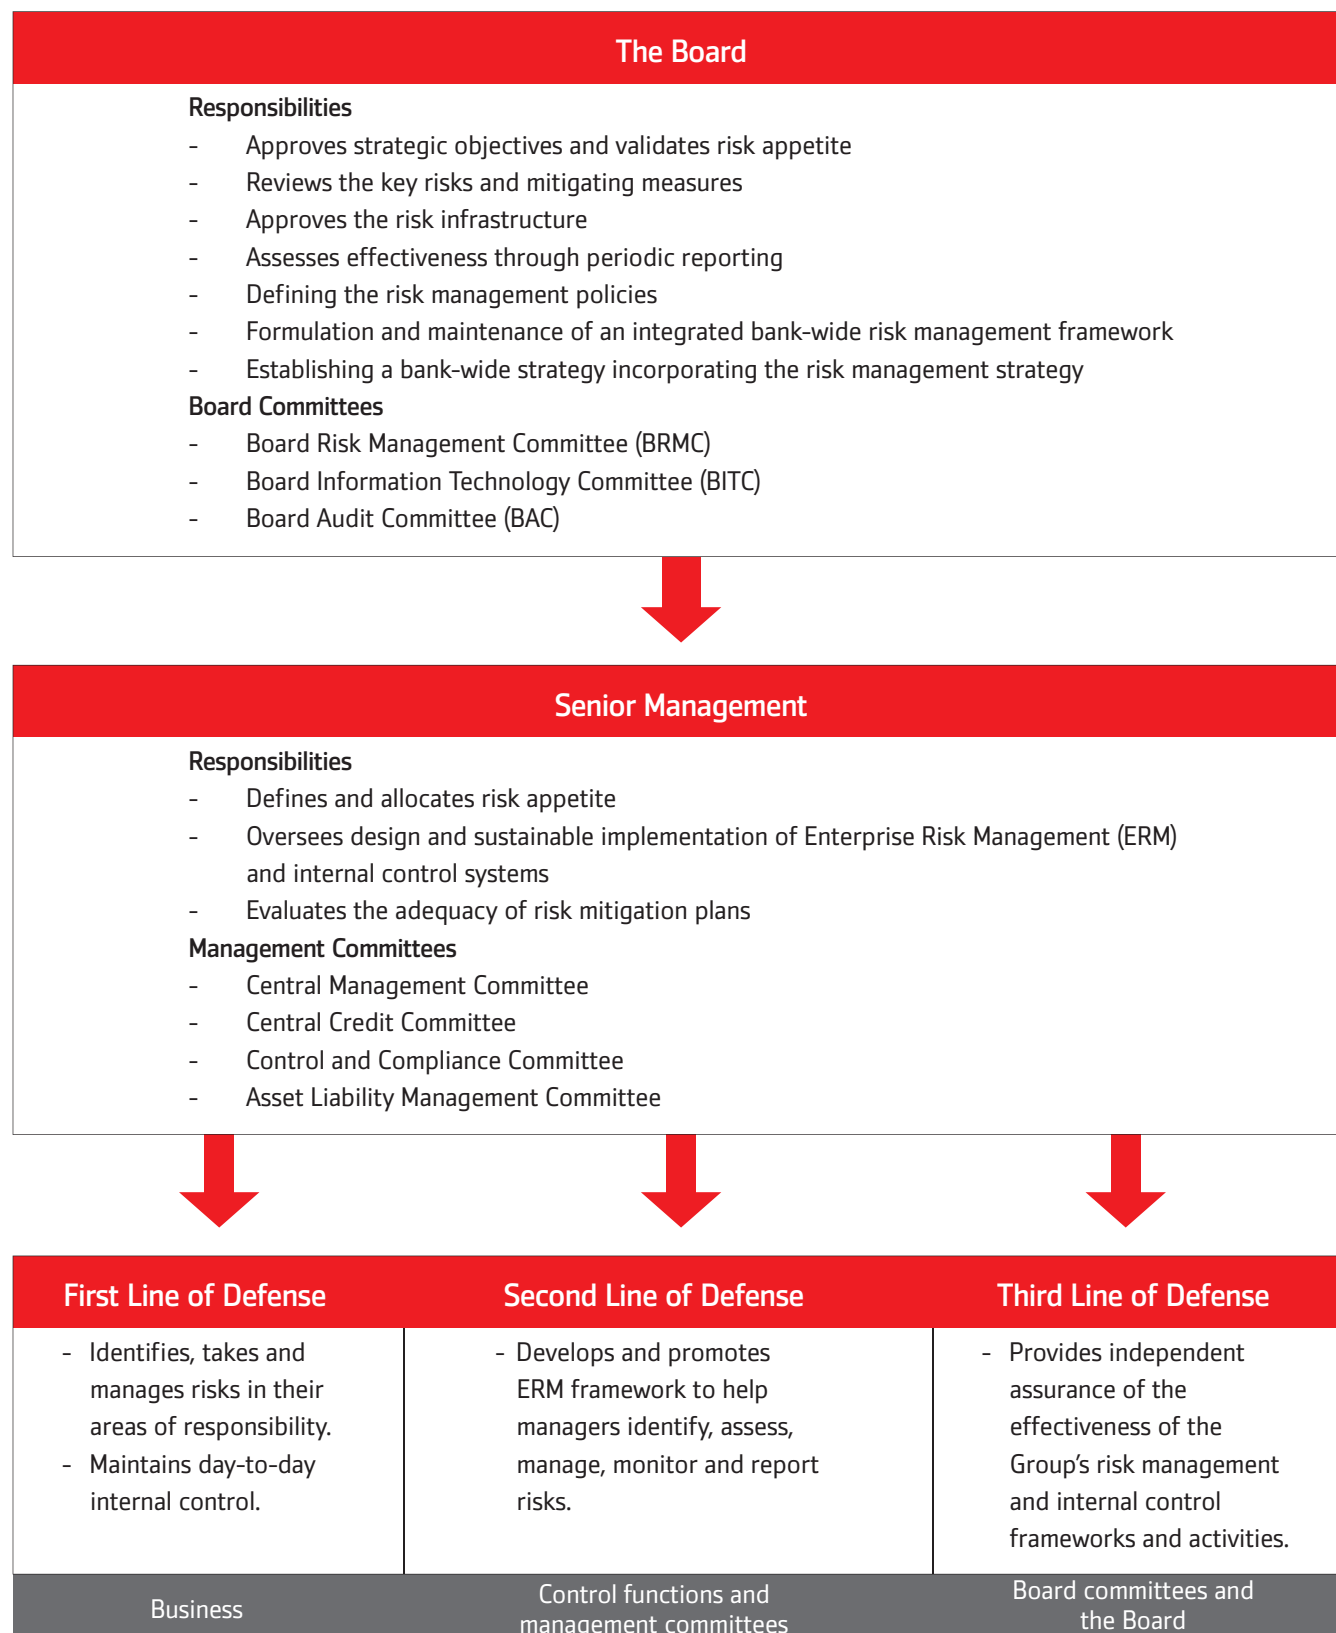 The Board
Responsibilities
- Approves strategic objectives and validates risk appetite
- Reviews the key risks and mitigating measures
- Approves the risk infrastructure
- Assesses effectiveness through periodic reporting
- Defining the risk management policies
- Formulation and maintenance of an integrated bank-wide risk management framework
- Establishing a bank-wide strategy incorporating the risk management strategy
Board Committees
- Board Risk Management Committee (BRMC)
- Board Information Technology Committee (BITC)
- Board Audit Committee (BAC)
Senior Management
Responsibilities
- Defines and allocates risk appetite
- Oversees design and sustainable implementation of Enterprise Risk Management (ERM)
and internal control systems
- Evaluates the adequacy of risk mitigation plans
Management Committees
- Central Management Committee
- Central Credit Committee
- Control and Compliance Committee
- Asset Liability Management Committee
First Line of Defense
- Identifies, takes and
manages risks in their
areas of responsibility.
- Maintains day-to-day
internal control.
Business
Second Line of Defense
- Develops and promotes
ERM framework to help
managers identify, assess,
manage, monitor and report
risks.
Control functions and
management committees
Third Line of Defense
- Provides independent
assurance of the
effectiveness of the
Group's risk management
and internal control
frameworks and activities.
Board committees and
the Board